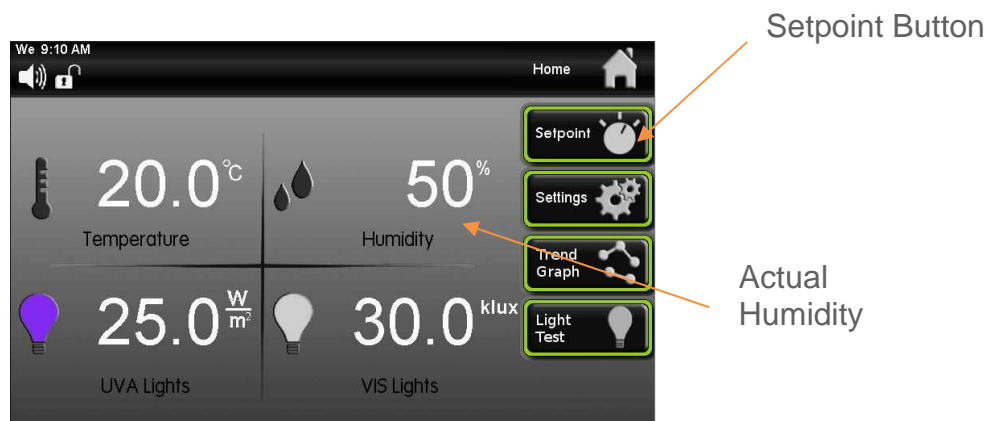 Setpoint Button
We 9:10 AM
Home
Setpoint
20.0°C
50%
Settings
Temperature
Humidity
Trend
Graph
Actual
Humidity
25.0 W/m²
30.0 klux
Light
Test
UVA Lights
VIS Lights